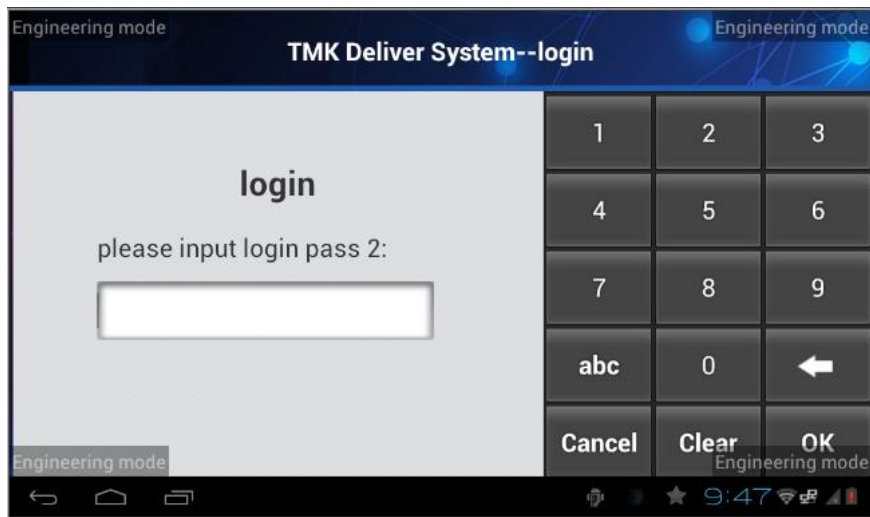 Engineering mode
Engineering mode
TMK Deliver System--login
login
please input login pass 2:
1 2 3
4 5 6
7 8 9
abc 0
Cancel Clear OK
Engineering mode
Engineering mode
9:47